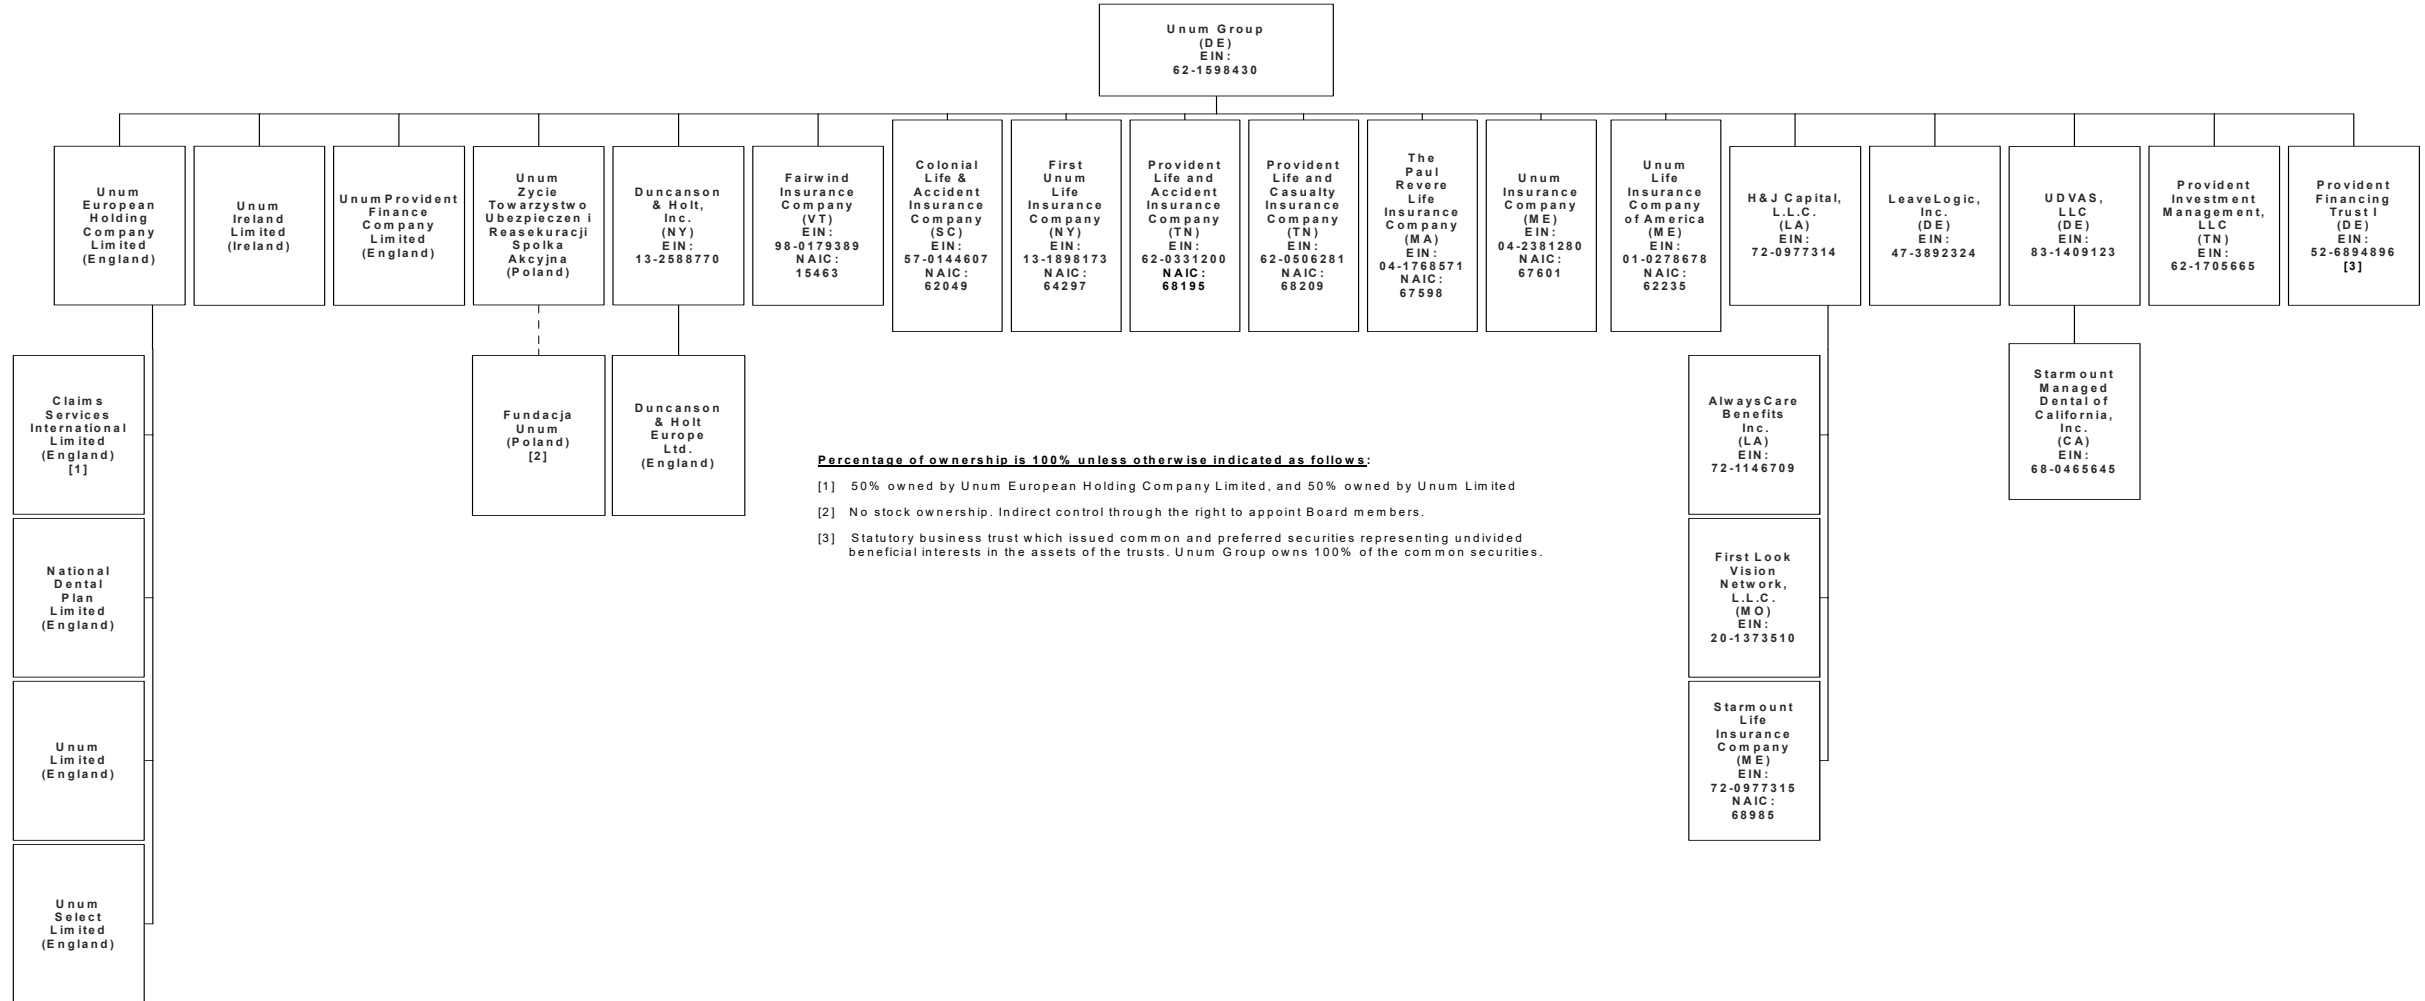 Unum Group
(DE)
EIN:
62-1598430
Unum
European
Holding
Company
Limited
(England)
Unum
Ireland
Limited
(Ireland)
UnumProvident
Finance
Company
Limited
(England)
Unum
Zycie
Towarzystwo
Ubezpieczen i
Reasekuracji
Spolka
Akcyjna
(Poland)
Duncanson
& Holt,
Inc.
(NY)
EIN:
13-2588770
Fairwind
Insurance
Company
(VT)
EIN:
98-0179389
NAIC:
15463
Colonial
Life &
Accident
Insurance
Company
(SC)
EIN:
57-0144607
NAIC:
62049
First
Unum
Life
Insurance
Company
(NY)
EIN:
13-1898173
NAIC:
64297
Provident
Life and
Accident
Insurance
Company
(TN)
EIN:
62-0331200
NAIC:
68195
Provident
Life and
Casualty
Insurance
Company
(TN)
EIN:
62-0506281
NAIC:
68209
The
Paul
Revere
Life
Insurance
Company
(MA)
EIN:
04-1768571
NAIC:
67598
Unum
Insurance
Company
(ME)
EIN:
04-2381280
NAIC:
67601
Unum
Life
Insurance
Company
of America
(ME)
EIN:
01-0278678
NAIC:
62235
H&J Capital,
L.L.C.
(LA)
EIN:
72-0977314
LeaveLogic,
Inc.
(DE)
EIN:
47-3892324
UDVAS,
LLC
(DE)
EIN:
83-1409123
Provident
Investment
Management,
LLC
(TN)
EIN:
62-1705665
Provident
Financing
Trust I
(DE)
EIN:
52-6894896
[3]
Claims
Services
International
Limited
(England)
[1]
National
Dental
Plan
Limited
(England)
Unum
Limited
(England)
Unum
Select
Limited
(England)
Fundacja
Unum
(Poland)
[2]
Duncanson
& Holt
Europe
Ltd.
(England)
Percentage of ownership is 100% unless otherwise indicated as follows:
[1] 50% owned by Unum European Holding Company Limited, and 50% owned by Unum Limited
[2] No stock ownership. Indirect control through the right to appoint Board members.
[3] Statutory business trust which issued common and preferred securities representing undivided
beneficial interests in the assets of the trusts. Unum Group owns 100% of the common securities.
AlwaysCare
Benefits
Inc.
(LA)
EIN:
72-1146709
First Look
Vision
Network,
L.L.C.
(MO)
EIN:
20-1373510
Starmount
Life
Insurance
Company
(ME)
EIN:
72-0977315
NAIC:
68985
Starmount
Managed
Dental of
California,
Inc.
(CA)
EIN:
68-0465645